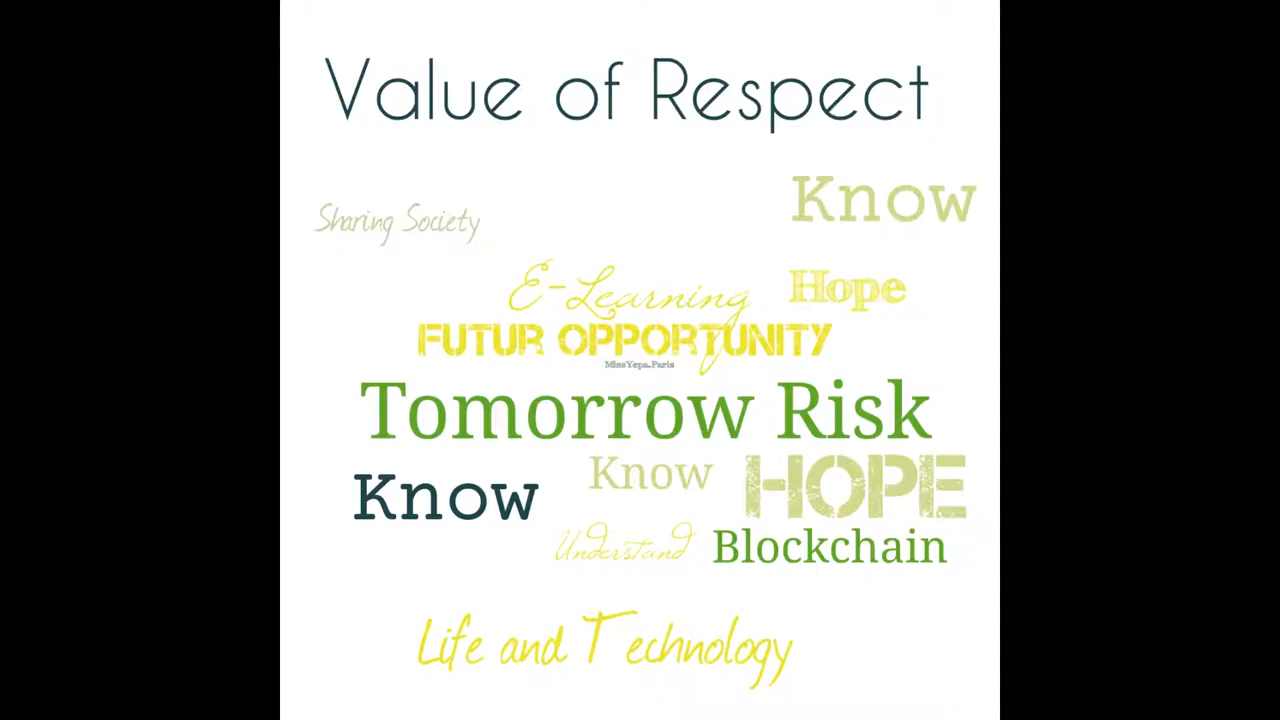 Value of Respect
Know
Sharing Society
E-Learning
Hope
FUTUR OPPORTUNITY
MissYepa.Paris
Tomorrow Risk
Know
Know
HOPE
Understand
Blockchain
Life and Technology